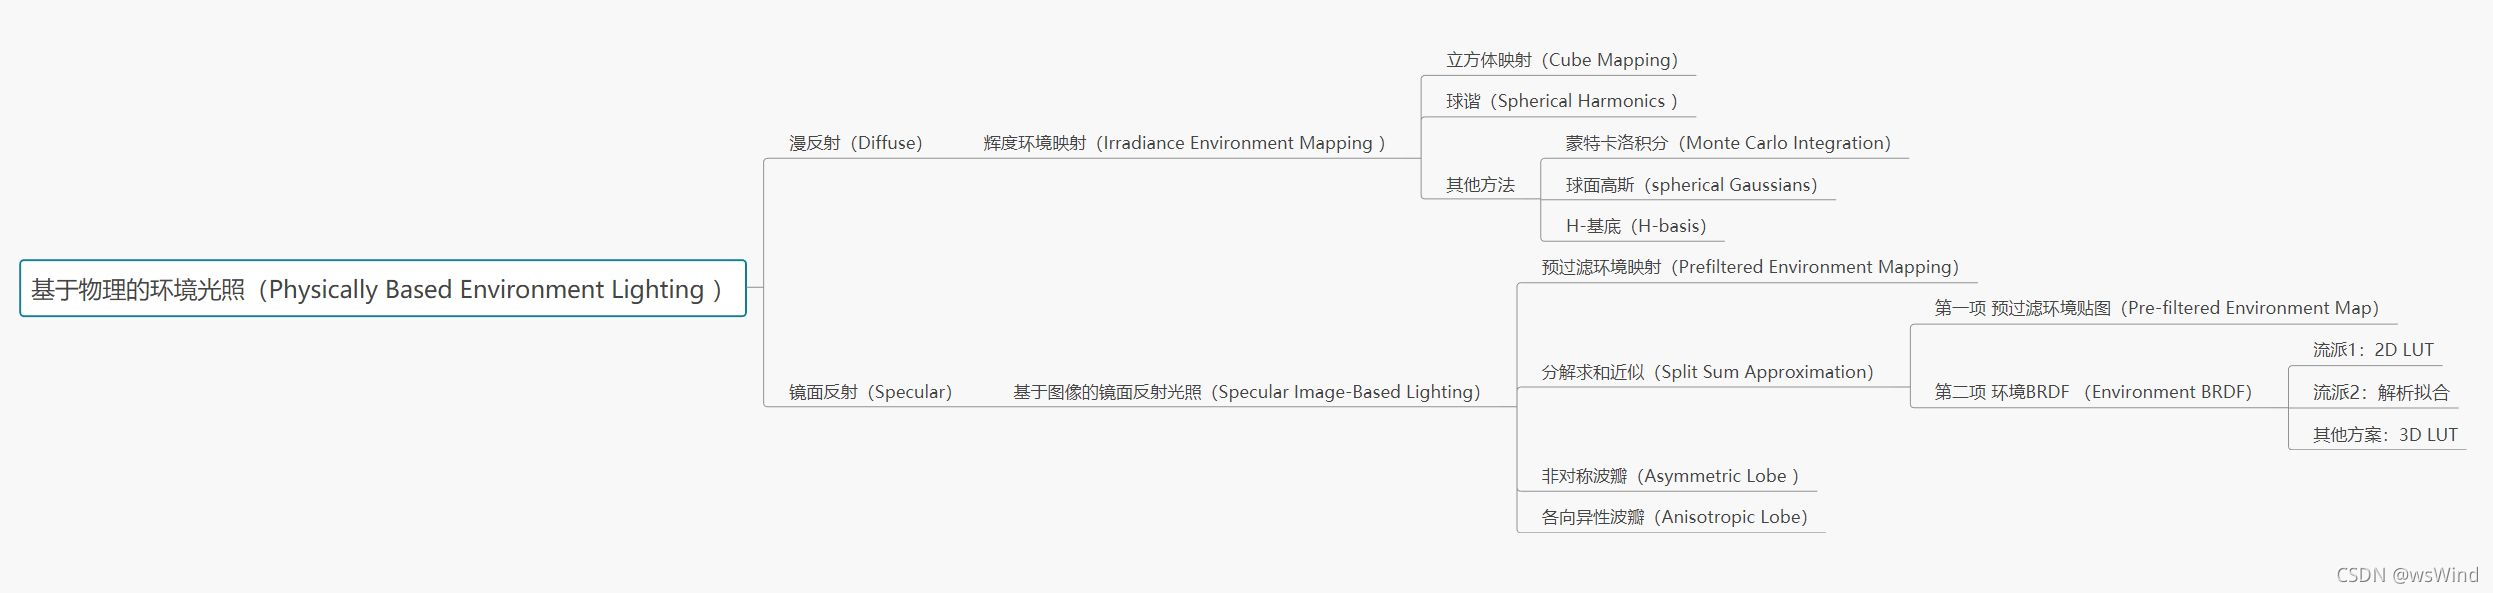 立方体映射（Cube Mapping）
球谐（Spherical Harmonics ）
漫反射（Diffuse） 辉度环境映射（Irradiance Environment Mapping ） 蒙特卡洛积分（Monte Carlo Integration）
其他方法 球面高斯（spherical Gaussians）
H-基底（H-basis）
预过滤环境映射（Prefiltered Environment Mapping）
基于物理的环境光照（Physically Based Environment Lighting ）
第一项 预过滤环境贴图（Pre-filtered Environment Map）
流派1：2D LUT
分解求和近似（Split Sum Approximation）
镜面反射（Specular） 基于图像的镜面反射光照（Specular Image-Based Lighting） 第二项 环境BRDF （Environment BRDF） 流派2：解析拟合
其他方案：3D LUT
非对称波瓣（Asymmetric Lobe ）
各向异性波瓣（Anisotropic Lobe）
CSDN @wsWind